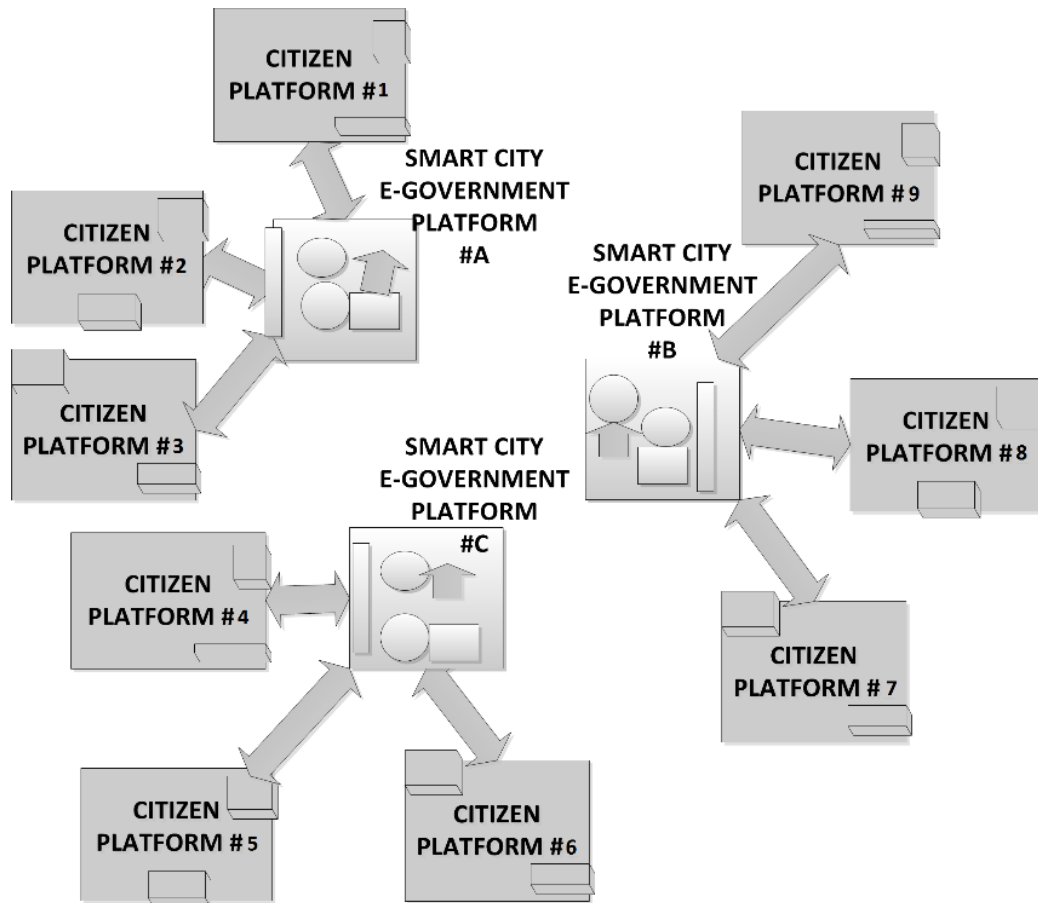 CITIZEN
PLATFORM #1
SMART CITY
E-GOVERNMENT
PLATFORM
#A
CITIZEN
PLATFORM #2
CITIZEN
PLATFORM #3
CITIZEN
PLATFORM #9
SMART CITY
E-GOVERNMENT
PLATFORM
#B
CITIZEN
PLATFORM #8
CITIZEN
PLATFORM #7
SMART CITY
E-GOVERNMENT
PLATFORM
#C
CITIZEN
PLATFORM #4
CITIZEN
PLATFORM #5
CITIZEN
PLATFORM #6